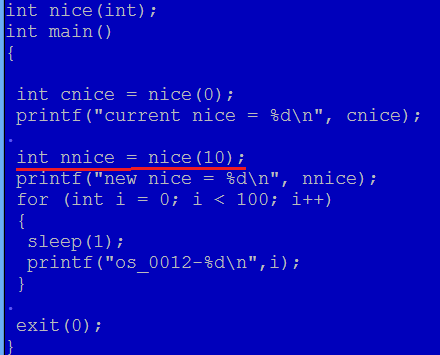 int nice(int);
int main()
{
int cnice = nice(0);
printf("current nice = %d\n", cnice);
.
int nnice = nice(10);
printf("new nice = %d\n", nnice);
for (int i = 0; i < 100; i++)
{
sleep(1);
printf("os_0012-%d\n",i);
}
.
exit(0);
}